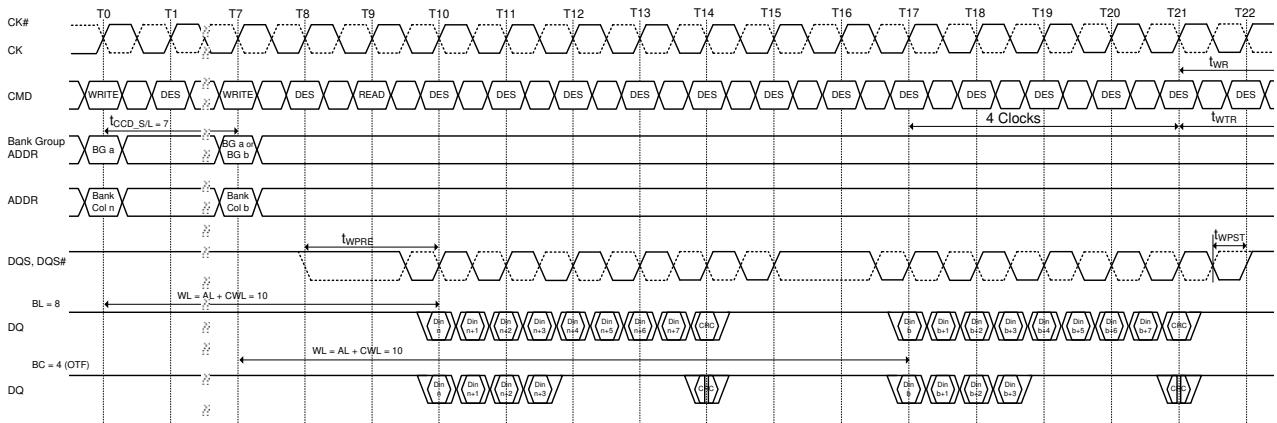 T0 T1 T7 T8 T9 T10 T11 T12 T13 T14 T15 T16 T17 T18 T19 T20 T21 T22
CK#
CK
tWR
CMD WRITE DES WRITE DES READ DES DES DES DES DES DES DES DES DES DES DES DES DES
tCCD_S/L = 7
4 Clocks
tWTR
Bank Group
ADDR
BG a
BG a or
BG b
ADDR
Bank
Col n
Bank
Col b
tWPRE
tWPST
DQS, DQS#
BL = 8
WL = AL + CWL = 10
DQ
Din
n
Din
n+1
Din
n+2
Din
n+3
Din
n+4
Din
n+5
Din
n+6
Din
n+7
CRC
Din
b
Din
b+1
Din
b+2
Din
b+3
Din
b+4
Din
b+5
Din
b+6
Din
b+7
CRC
WL = AL + CWL = 10
BC = 4 (OTF)
DQ
Din
n
Din
n+1
Din
n+2
Din
n+3
CRC
Din
b
Din
b+1
Din
b+2
Din
b+3
CRC